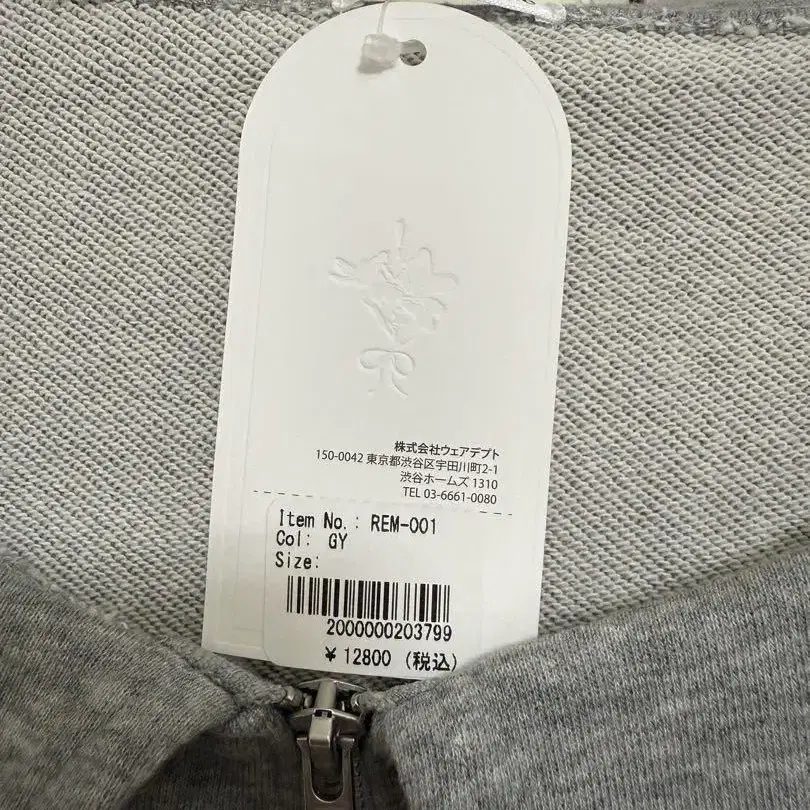 株式会社ウェアデプト
150-0042 東京都渋谷区宇田川町2-1
渋谷ホームズ 1310
TEL 03-6661-0080
Item No.: REM-001
Col: GY
Size:
2000000203799
¥ 12800 (税込)